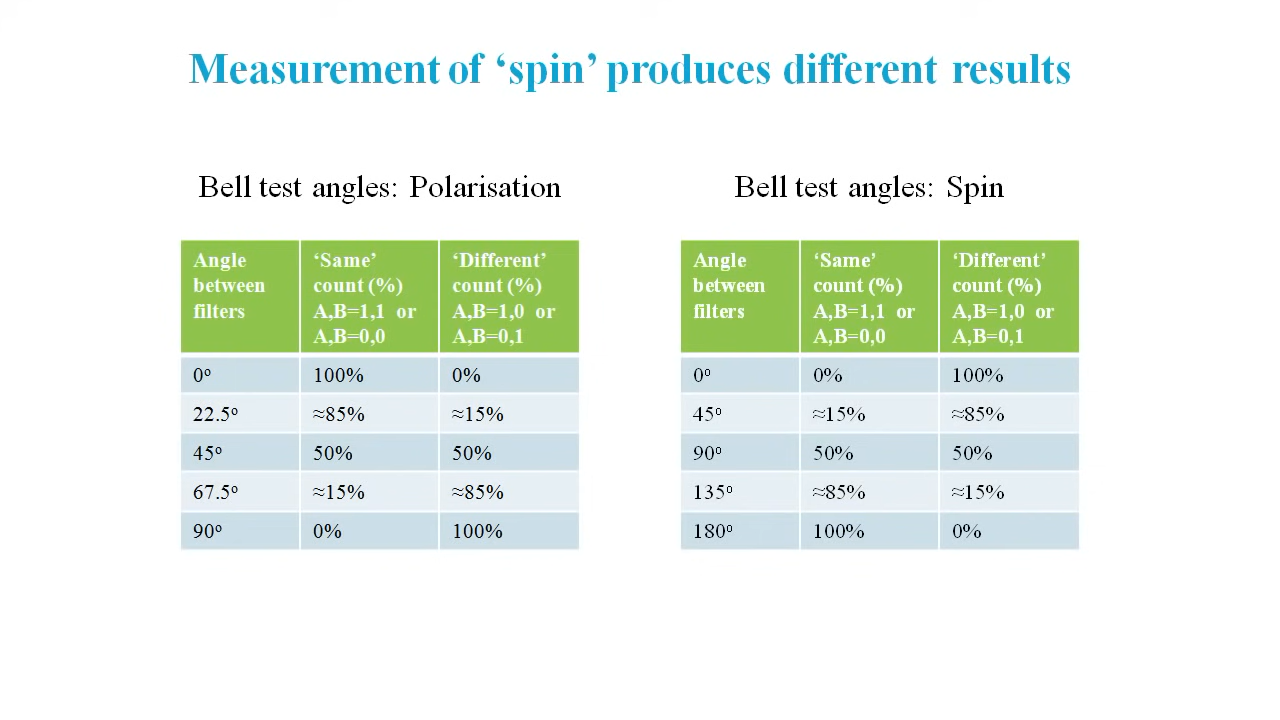 Measurement of ‘spin’ produces different results
Bell test angles: Polarisation
Angle between filters | ‘Same’ count (%) A,B=1,1 or A,B=0,0 | ‘Different’ count (%) A,B=1,0 or A,B=0,1
0º | 100% | 0%
22.5º | ≈85% | ≈15%
45º | 50% | 50%
67.5º | ≈15% | ≈85%
90º | 0% | 100%
Bell test angles: Spin
Angle between filters | ‘Same’ count (%) A,B=1,1 or A,B=0,0 | ‘Different’ count (%) A,B=1,0 or A,B=0,1
0º | 0% | 100%
45º | ≈15% | ≈85%
90º | 50% | 50%
135º | ≈85% | ≈15%
180º | 100% | 0%